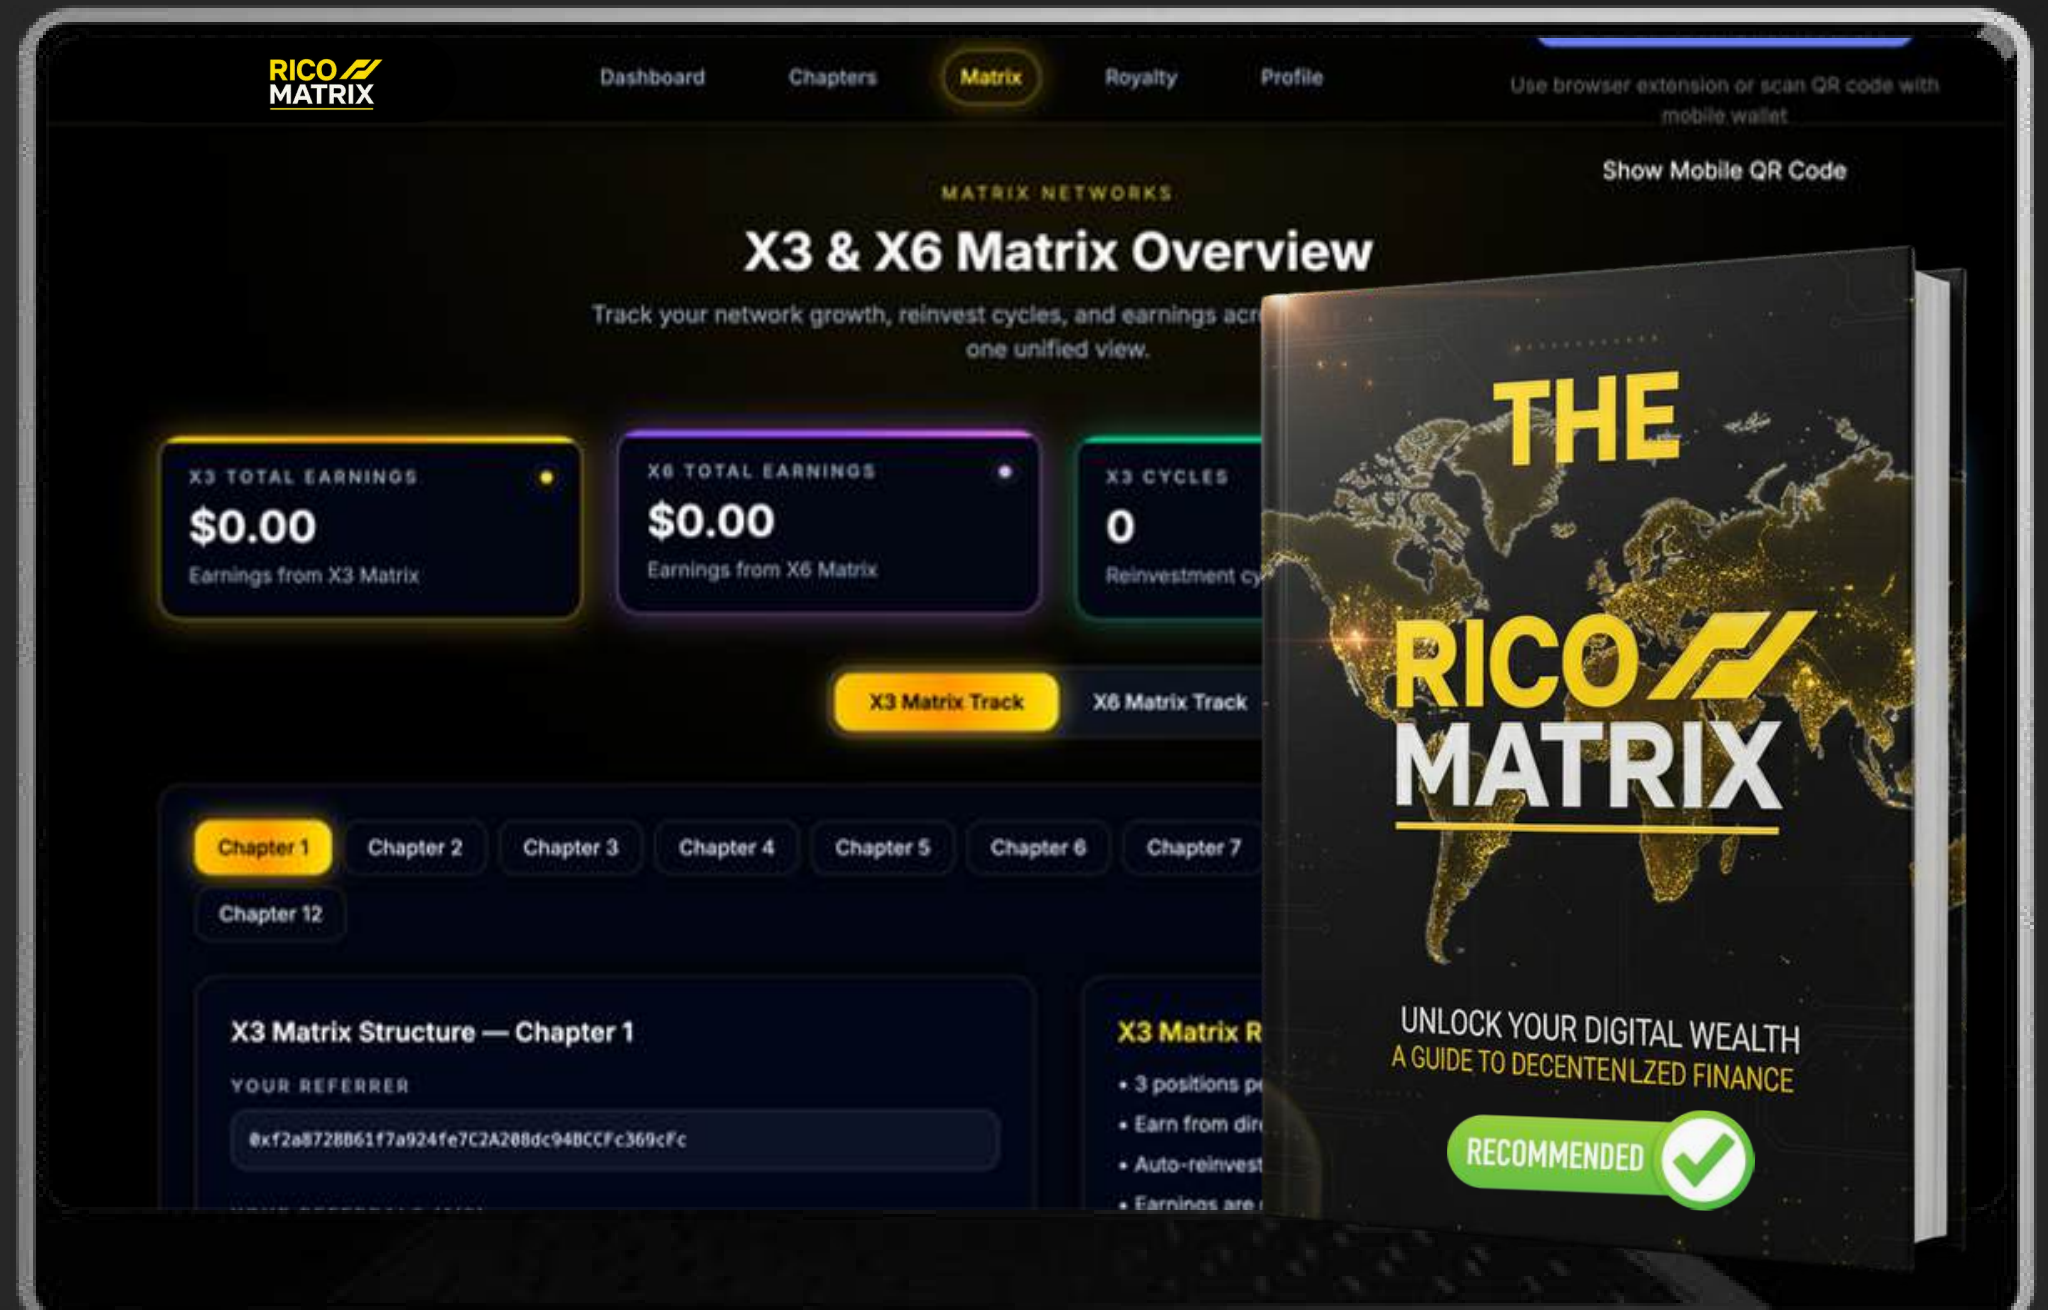 RICO
MATRIX
Dashboard
Chapters
Matrix
Royalty
Profile
Use browser extension or scan QR code with
mobile wallet
Show Mobile QR Code
MATRIX NETWORKS
X3 & X6 Matrix Overview
Track your network growth, reinvest cycles, and earnings
one unified view.
X3 TOTAL EARNINGS
$0.00
Earnings from X3 Matrix
X6 TOTAL EARNINGS
$0.00
Earnings from X6 Matrix
X3 CYCLES
0
Reinvestment
X3 Matrix Track
X6 Matrix Track
Chapter 1
Chapter 2
Chapter 3
Chapter 4
Chapter 5
Chapter 6
Chapter 7
Chapter 12
X3 Matrix Structure — Chapter 1
YOUR REFERRER
0xf2a8728B61f7a924fe7C2A208dc94BCCFc369cFc
X3 Matrix R
• 3 positions
• Earn from
• Auto-reinvest
• Earnings are
THE
RICO
MATRIX
UNLOCK YOUR DIGITAL WEALTH
A GUIDE TO DECENTENLZED FINANCE
RECOMMENDED